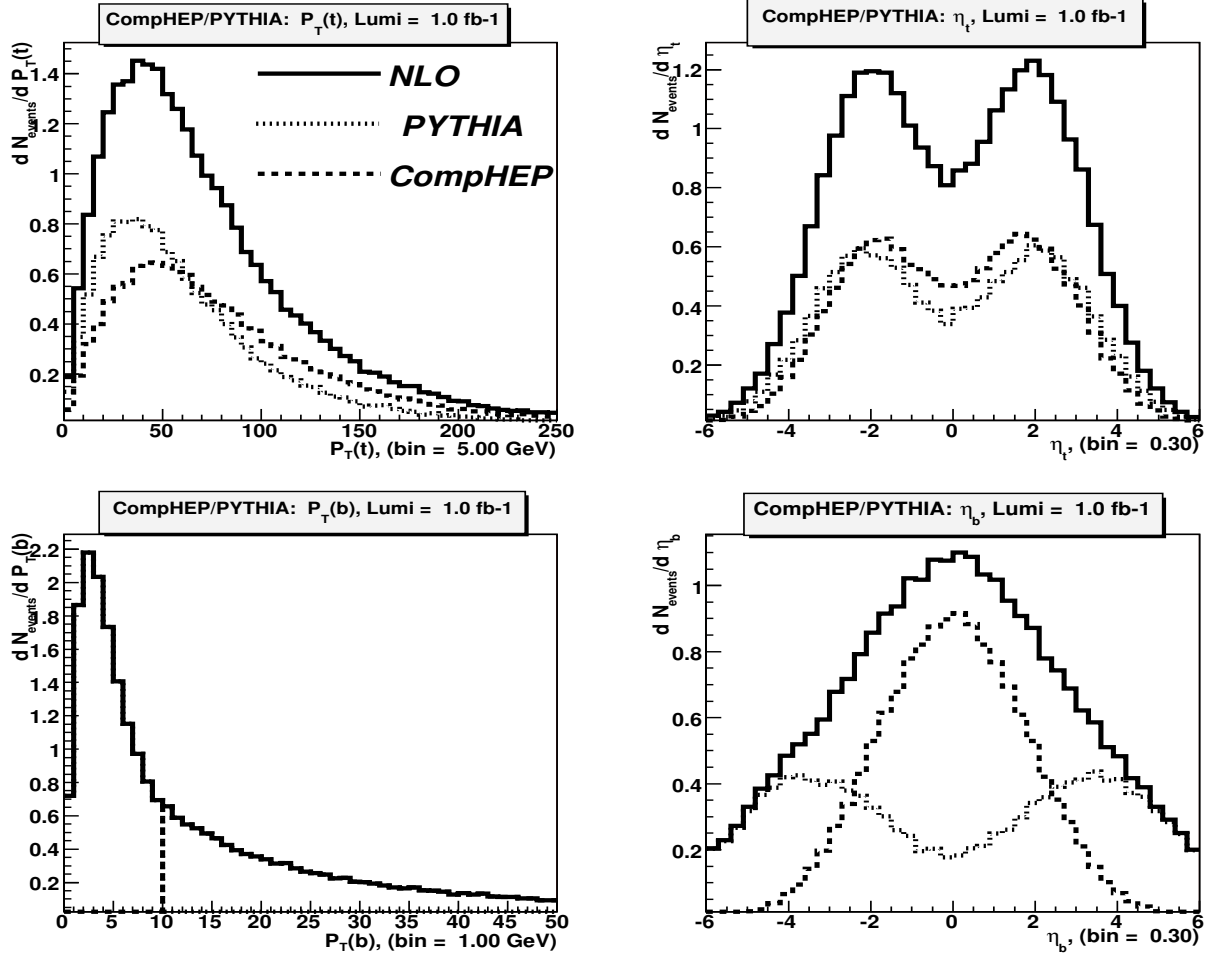 CompHEP/PYTHIA: P_T(t), Lumi = 1.0 fb-1
d N_events/d P_T(t)
NLO
PYTHIA
CompHEP
1.4
1.2
1
0.8
0.6
0.4
0.2
0 50 100 150 200 250
P_T(t), (bin = 5.00 GeV)
CompHEP/PYTHIA: η_t, Lumi = 1.0 fb-1
d N_events/d η_t
1.2
1
0.8
0.6
0.4
0.2
-6 -4 -2 0 2 4 6
η_t, (bin = 0.30)
CompHEP/PYTHIA: P_T(b), Lumi = 1.0 fb-1
d N_events/d P_T(b)
2.2
2
1.8
1.6
1.4
1.2
1
0.8
0.6
0.4
0.2
0 5 10 15 20 25 30 35 40 45 50
P_T(b), (bin = 1.00 GeV)
CompHEP/PYTHIA: η_b, Lumi = 1.0 fb-1
d N_events/d η_b
1
0.8
0.6
0.4
0.2
-6 -4 -2 0 2 4 6
η_b, (bin = 0.30)